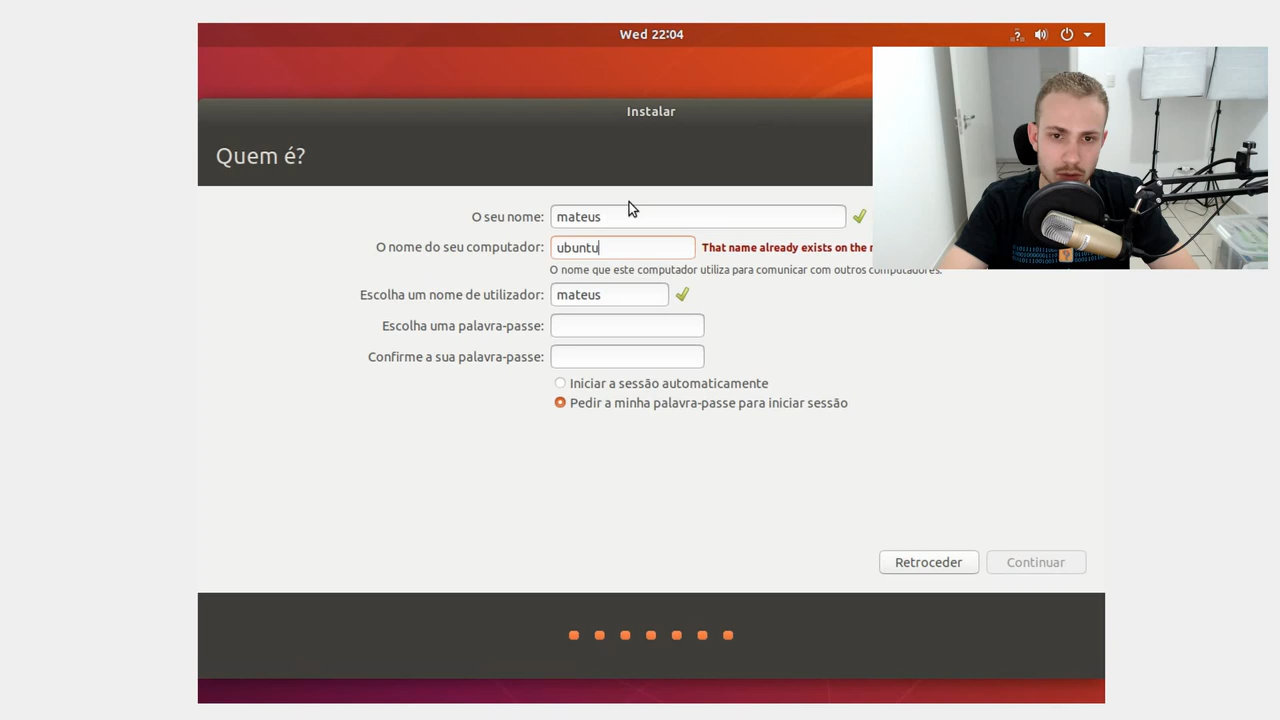 Wed 22:04
Instalar
Quem é?
O seu nome: mateus
O nome do seu computador: ubuntu That name already exists on the
O nome que este computador utiliza para comunicar com outros computadores.
Escolha um nome de utilizador: mateus
Escolha uma palavra-passe:
Confirme a sua palavra-passe:
Iniciar a sessão automaticamente
Pedir a minha palavra-passe para iniciar sessão
Retroceder Continuar